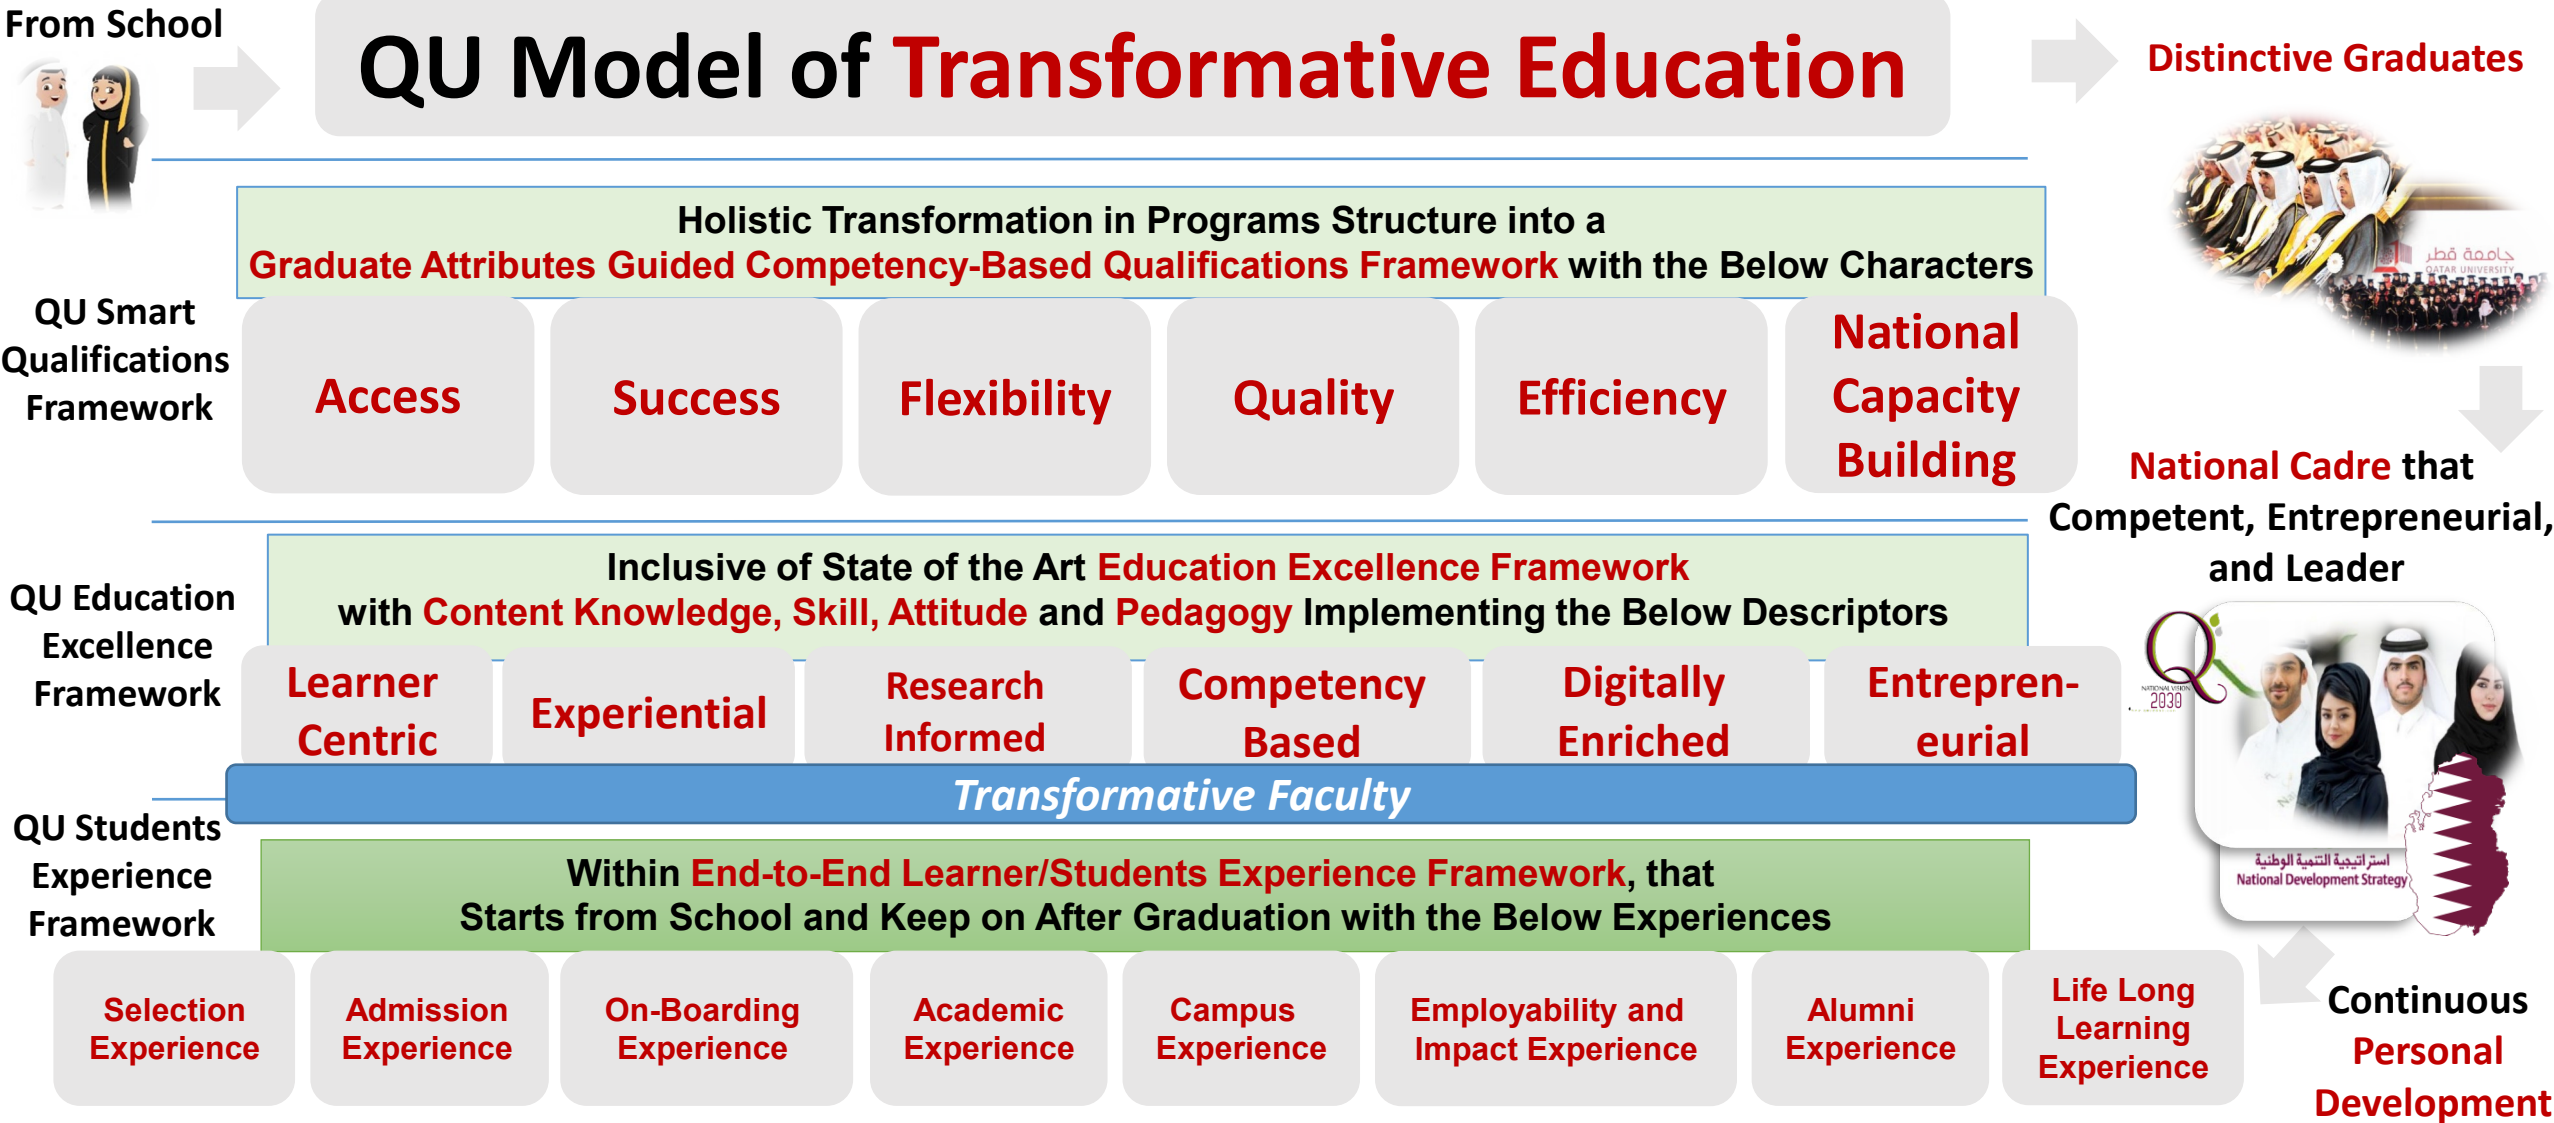 From School
QU Model of Transformative Education
Distinctive Graduates
Holistic Transformation in Programs Structure into a
Graduate Attributes Guided Competency-Based Qualifications Framework with the Below Characters
جامعة قطر
QATAR UNIVERSITY
QU Smart
Qualifications
Framework
Access
Success
Flexibility
Quality
Efficiency
National
Capacity
Building
National Cadre that
Competent, Entrepreneurial,
and Leader
Inclusive of State of the Art Education Excellence Framework
with Content Knowledge, Skill, Attitude and Pedagogy Implementing the Below Descriptors
QU Education
Excellence
Framework
Learner
Centric
Experiential
Research
Informed
Competency
Based
Digitally
Enriched
Entrepren-
eurial
NATIONAL VISION
2030
Transformative Faculty
QU Students
Experience
Framework
Within End-to-End Learner/Students Experience Framework, that
Starts from School and Keep on After Graduation with the Below Experiences
استراتيجية التنمية الوطنية
National Development Strategy
Selection
Experience
Admission
Experience
On-Boarding
Experience
Academic
Experience
Campus
Experience
Employability and
Impact Experience
Alumni
Experience
Life Long
Learning
Experience
Continuous
Personal
Development